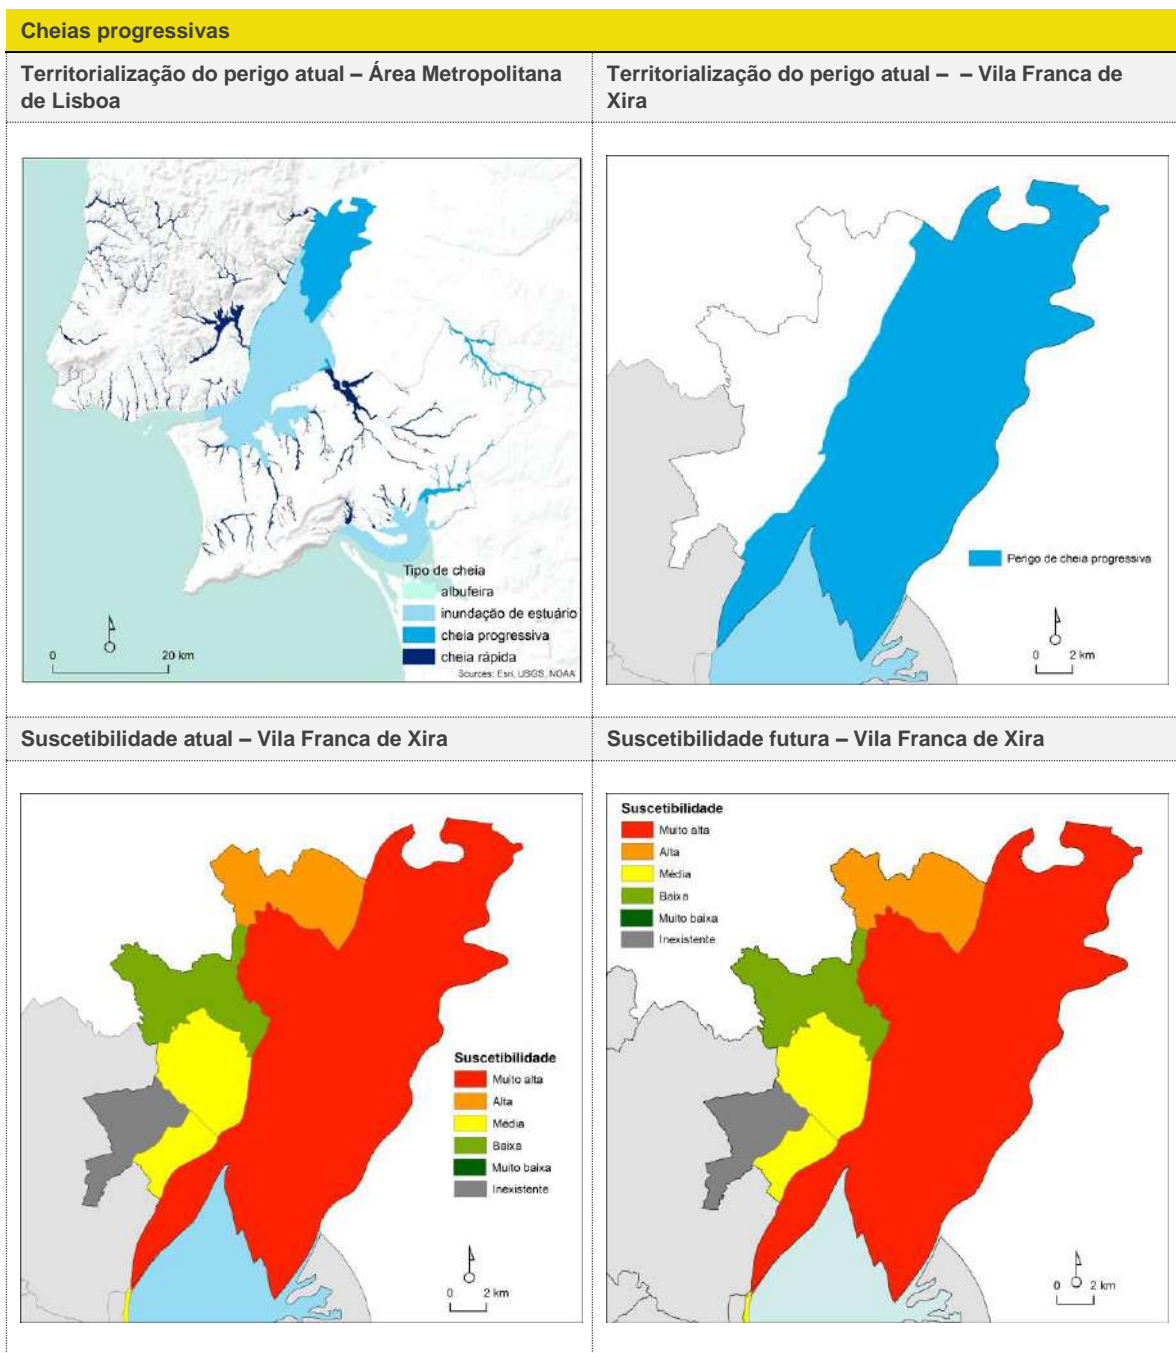 Cheias progressivas
Territorialização do perigo atual – Área Metropolitana
de Lisboa
Territorialização do perigo atual – – Vila Franca de
Xira
Tipo de cheia
albufeira
inundação de estuário
cheia progressiva
cheia rápida
0 20 km
Sources: Esri, USGS, NOAA
Perigo de cheia progressiva
0 2 km
Suscetibilidade atual – Vila Franca de Xira
Suscetibilidade futura – Vila Franca de Xira
Suscetibilidade
Muito alta
Alta
Média
Baixa
Muito baixa
Inexistente
0 2 km
Suscetibilidade
Muito alta
Alta
Média
Baixa
Muito baixa
Inexistente
0 2 km